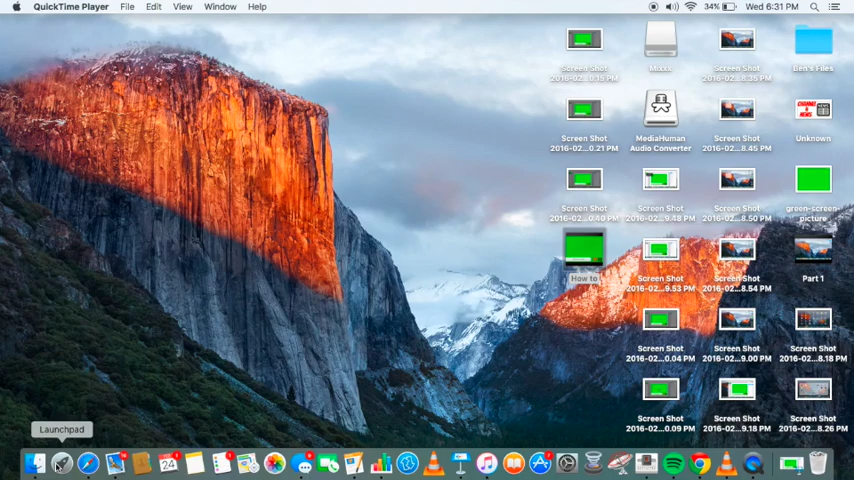 QuickTime Player File Edit View Window Help 34% Wed 6:31 PM
Screen Shot
2016-02...0.15 PM
Mixxx
Screen Shot
2016-02...8.35 PM
Ben's Files
Screen Shot
2016-02...0.21 PM
MediaHuman
Audio Converter
Screen Shot
2016-02...8.45 PM
CHANNEL
& NEWS
Unknown
Screen Shot
2016-02...0.40 PM
Screen Shot
2016-02...9.48 PM
Screen Shot
2016-02...8.50 PM
green-screen-
picture
How to
Screen Shot
2016-02...9.53 PM
Screen Shot
2016-02...8.54 PM
Part 1
Screen Shot
2016-02...0.04 PM
Screen Shot
2016-02...9.00 PM
Screen Shot
2016-02...8.18 PM
Screen Shot
2016-02...0.09 PM
Screen Shot
2016-02...9.18 PM
Screen Shot
2016-02...8.26 PM
Launchpad
24